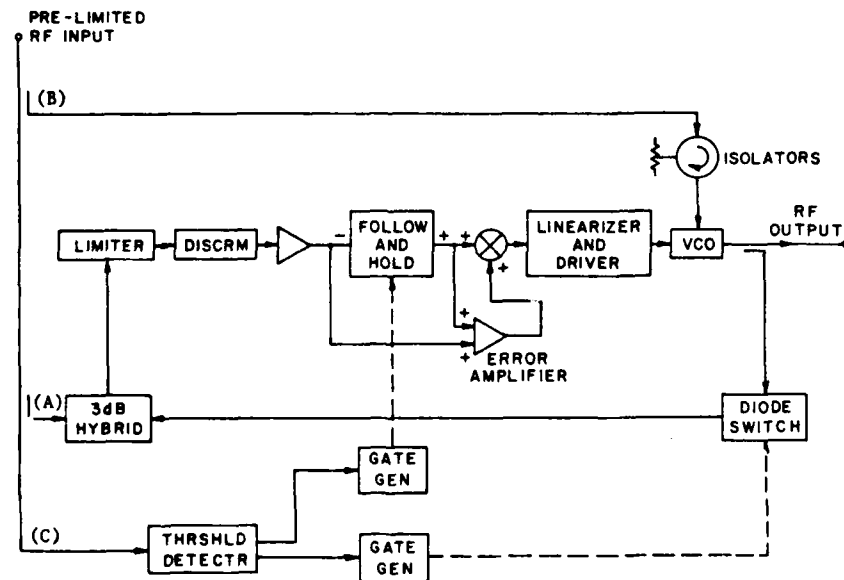 PRE-LIMITED
RF INPUT
(B)
ISOLATORS
LIMITER
DISCRM
-
FOLLOW
AND
HOLD
+
+
+
LINEARIZER
AND
DRIVER
VCO
RF
OUTPUT
+
+
ERROR
AMPLIFIER
(A)
3dB
HYBRID
DIODE
SWITCH
GATE
GEN
(C)
THRSHLD
DETECTR
GATE
GEN